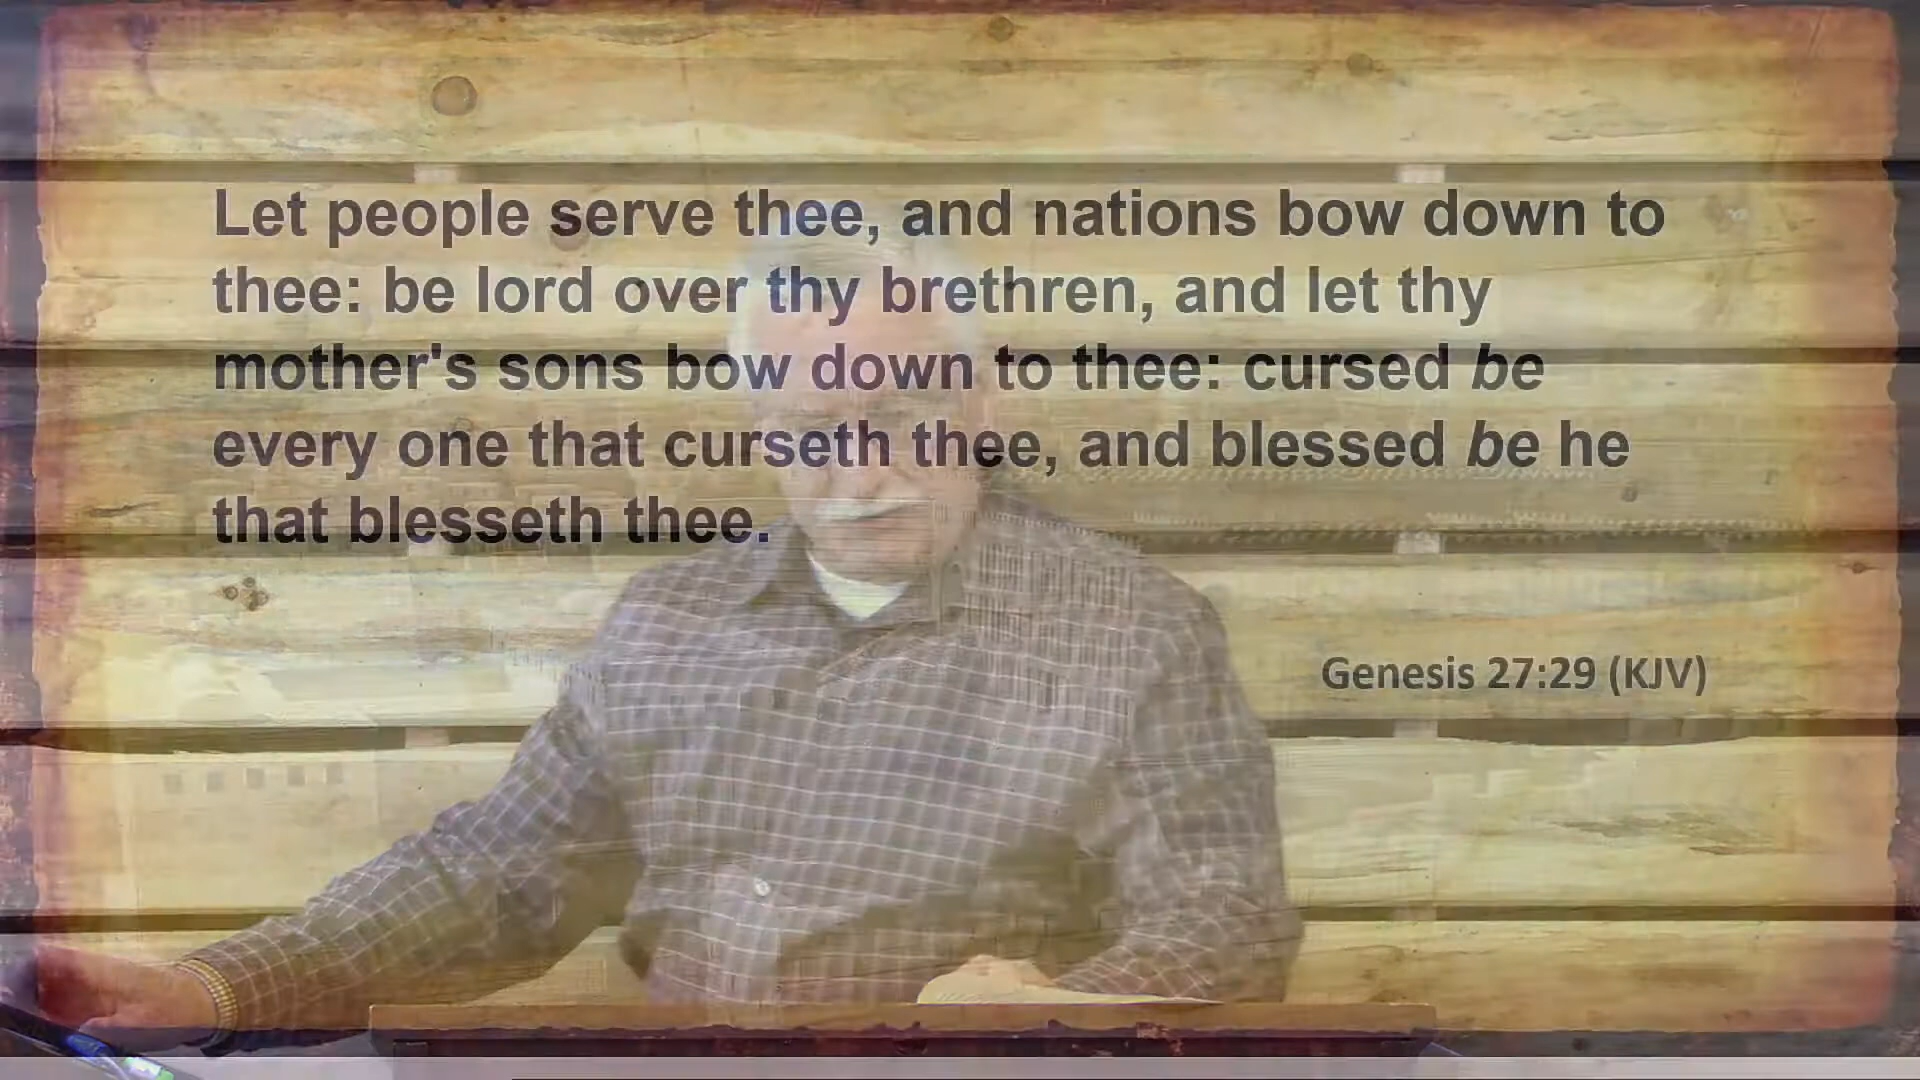 Let people serve thee, and nations bow down to
thee: be lord over thy brethren, and let thy
mother's sons bow down to thee: cursed be
every one that curseth thee, and blessed be he
that blesseth thee.
Genesis 27:29 (KJV)